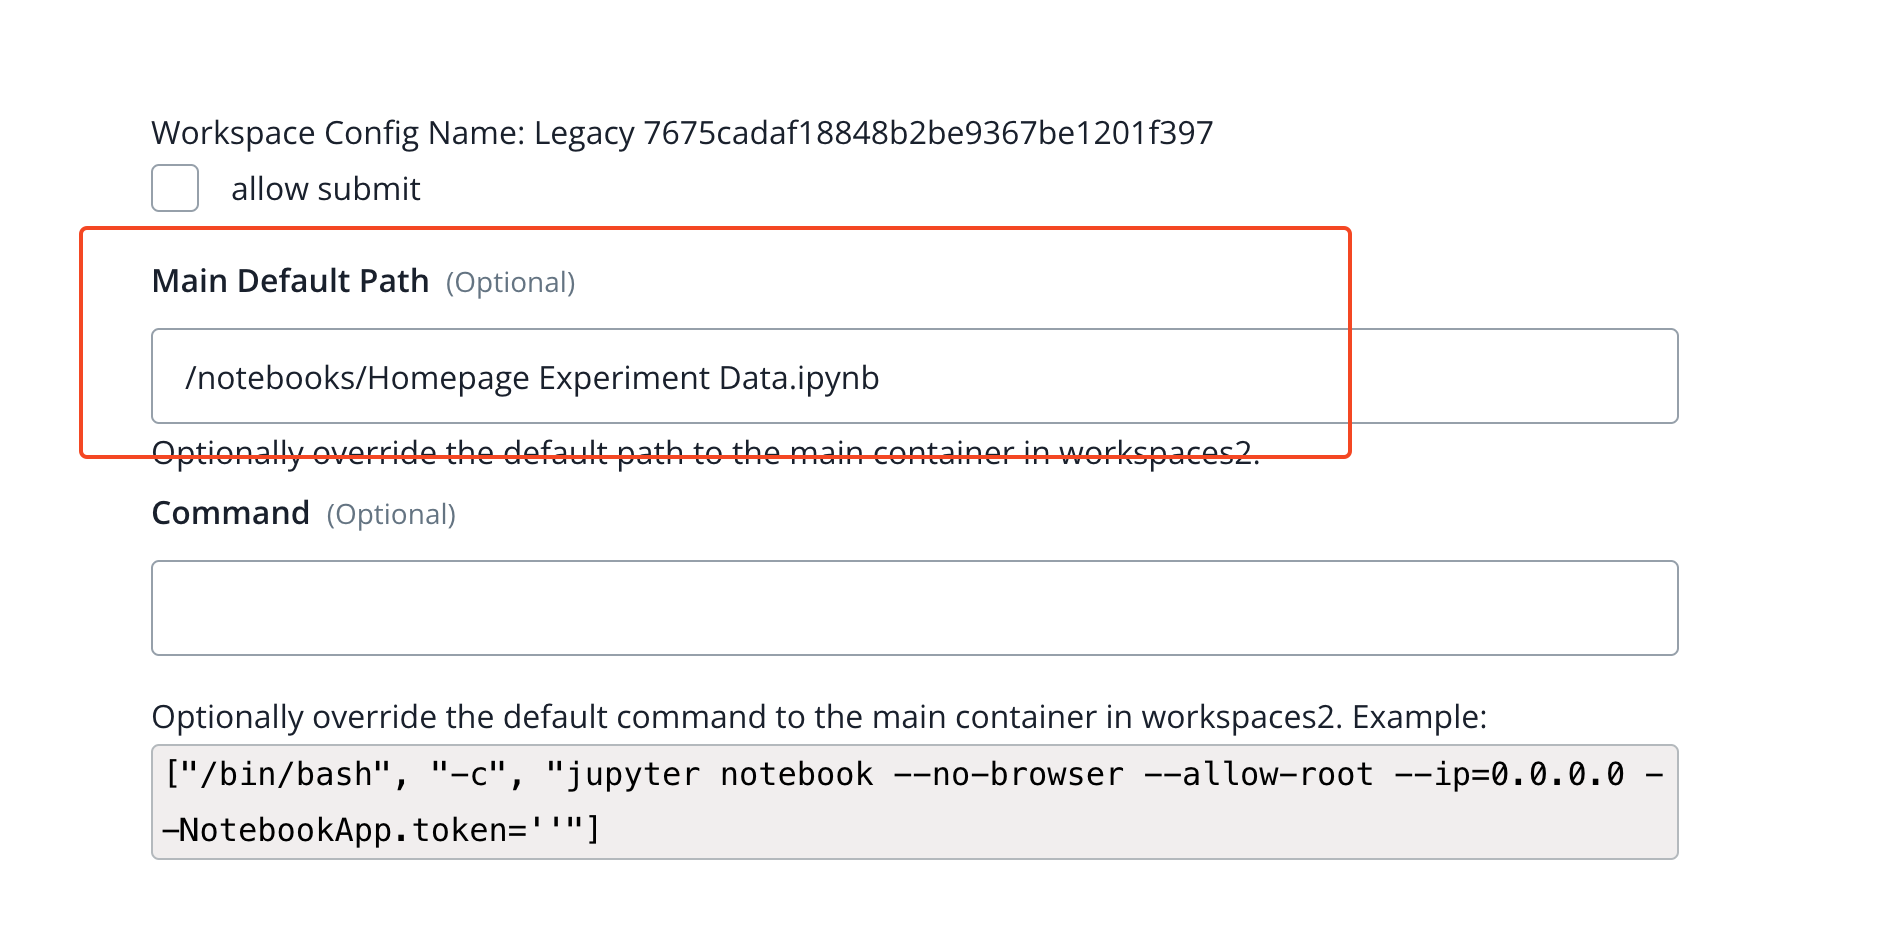 Workspace Config Name: Legacy 7675cadaf18848b2be9367be1201f397
allow submit
Main Default Path (Optional)
/notebooks/Homepage Experiment Data.ipynb
Optionally override the default path to the main container in workspaces2.
Command (Optional)
Optionally override the default command to the main container in workspaces2. Example:
["/bin/bash", "-c", "jupyter notebook --no-browser --allow-root --ip=0.0.0.0 -
-NotebookApp.token=''"]